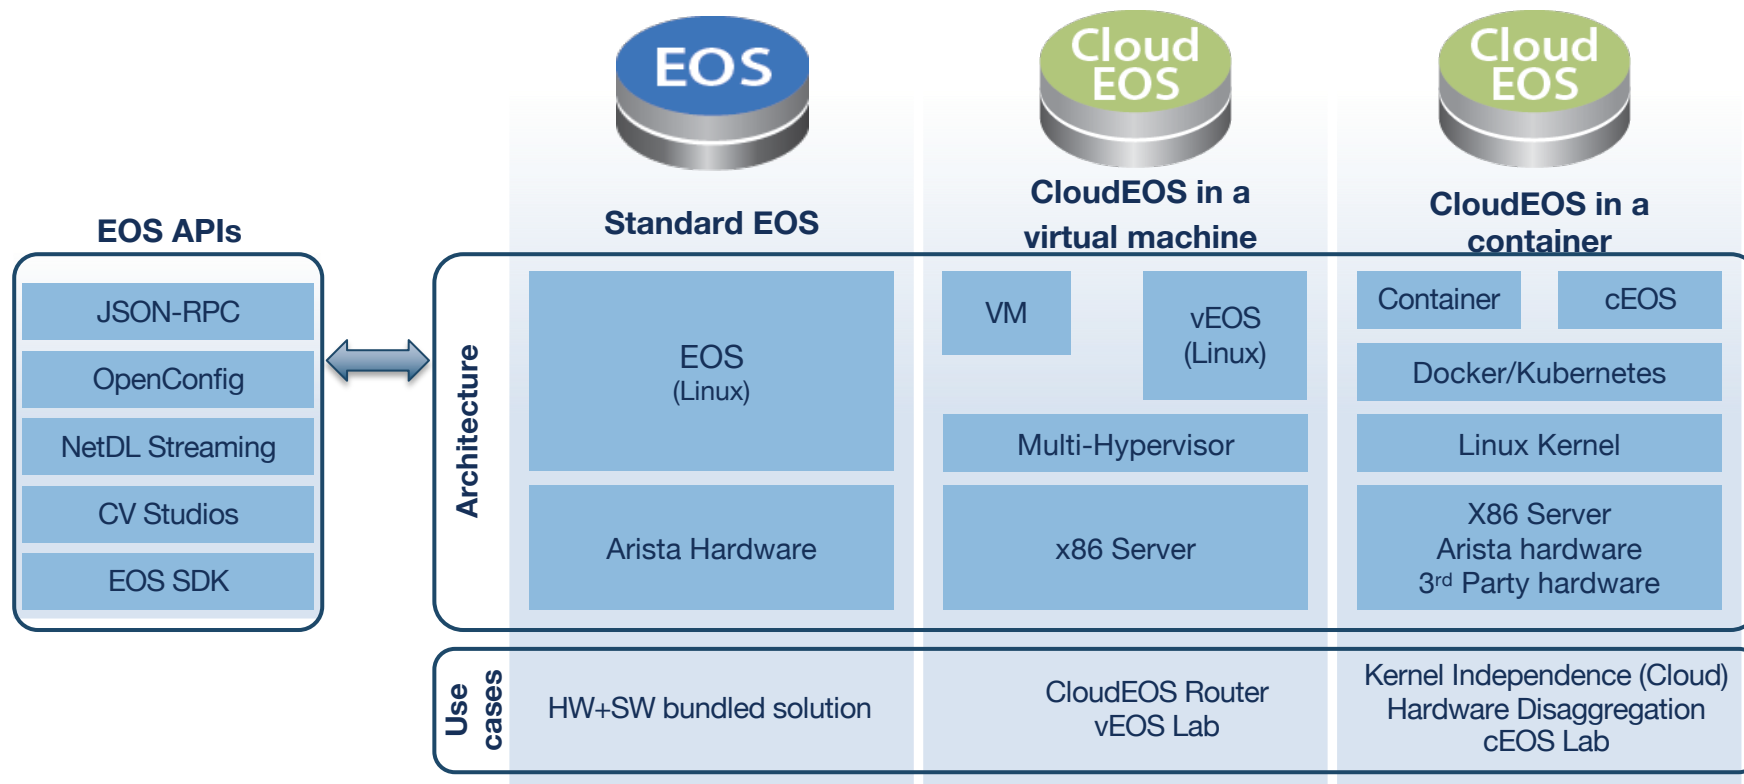 EOS
Cloud
EOS
Cloud
EOS
EOS APIs
Standard EOS
CloudEOS in a
virtual machine
CloudEOS in a
container
JSON-RPC
OpenConfig
NetDL Streaming
CV Studios
EOS SDK
Architecture
EOS
(Linux)
Arista Hardware
VM
vEOS
(Linux)
Multi-Hypervisor
x86 Server
Container
cEOS
Docker/Kubernetes
Linux Kernel
X86 Server
Arista hardware
3rd Party hardware
Use
cases
HW+SW bundled solution
CloudEOS Router
vEOS Lab
Kernel Independence (Cloud)
Hardware Disaggregation
cEOS Lab